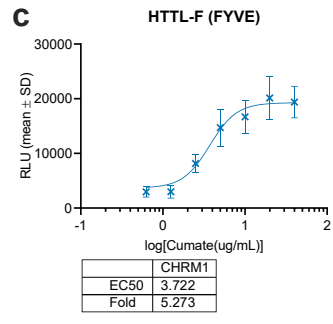 C
HTTL-F (FYVE)
RLU (mean ± SD)
30000
20000
10000
0
-1 0 1 2
log[Cumate(ug/mL)]
CHRM1
EC50 3.722
Fold 5.273